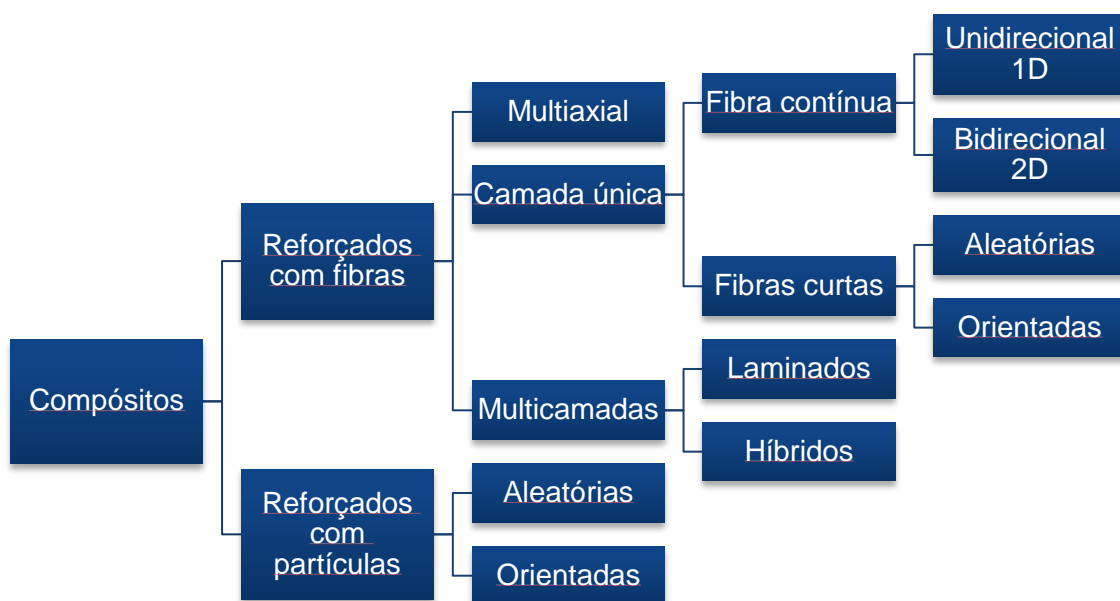 Compósitos
Reforçados
com fibras
Multiaxial
Camada única
Fibra contínua
Unidirecional
1D
Bidirecional
2D
Fibras curtas
Aleatórias
Orientadas
Multicamadas
Laminados
Híbridos
Reforçados
com
partículas
Aleatórias
Orientadas